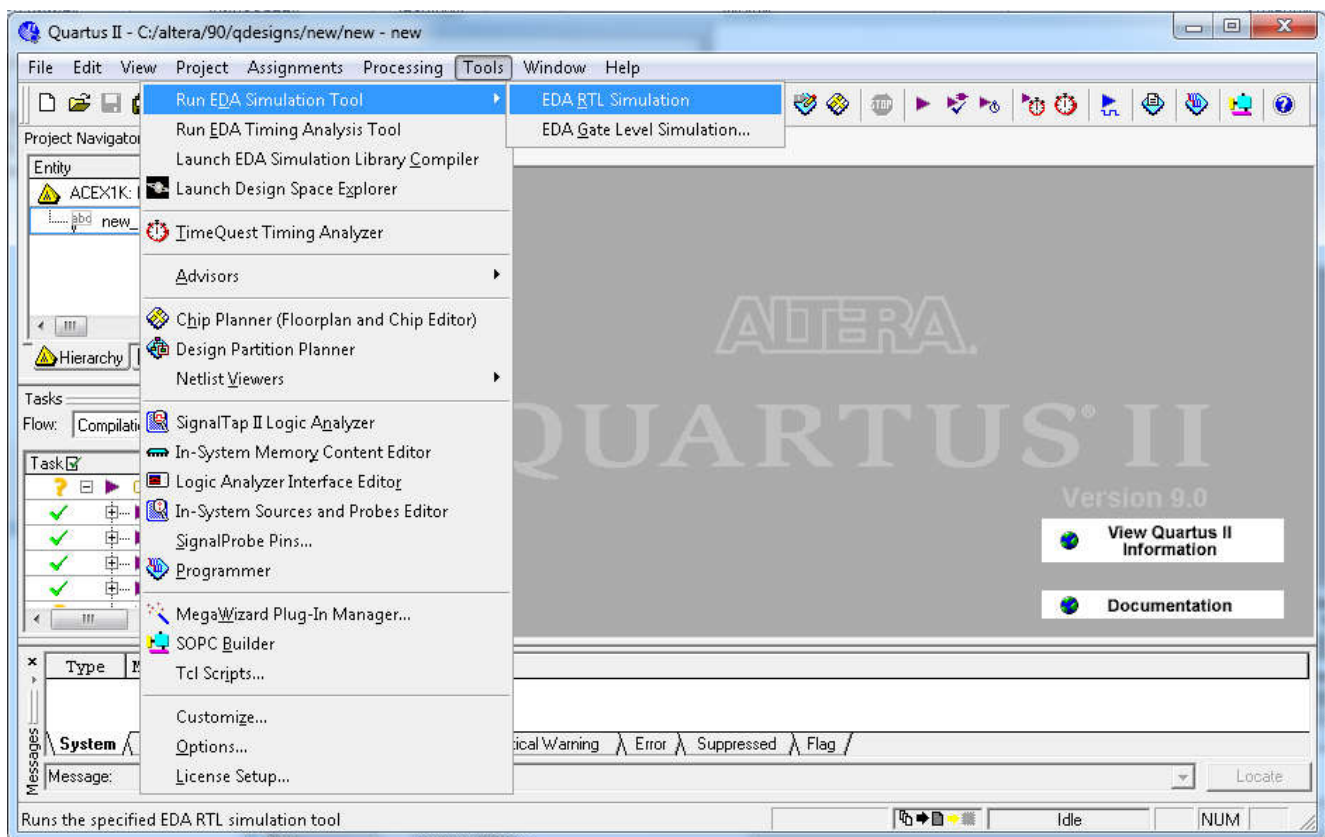 Quartus II - C:/altera/90/qdesigns/new/new - new
File Edit View Project Assignments Processing Tools Window Help
Run EDA Simulation Tool
EDA RTL Simulation
EDA Gate Level Simulation...
Run EDA Timing Analysis Tool
Launch EDA Simulation Library Compiler
Launch Design Space Explorer
TimeQuest Timing Analyzer
Advisors
Chip Planner (Floorplan and Chip Editor)
Design Partition Planner
Netlist Viewers
SignalTap II Logic Analyzer
In-System Memory Content Editor
Logic Analyzer Interface Editor
In-System Sources and Probes Editor
SignalProbe Pins...
Programmer
MegaWizard Plug-In Manager...
SOPC Builder
Tcl Scripts...
Customize...
Options...
License Setup...
STOP
Project Navigator
Entity
ACEX1K:
abc new_
Hierarchy
Tasks
Flow: Compilati
Task
ALTERA.
QUARTUS® II
Version 9.0
View Quartus II
Information
Documentation
Type
Messages
System
ical Warning Error Suppressed Flag
Message:
Locate
Runs the specified EDA RTL simulation tool
Idle
NUM